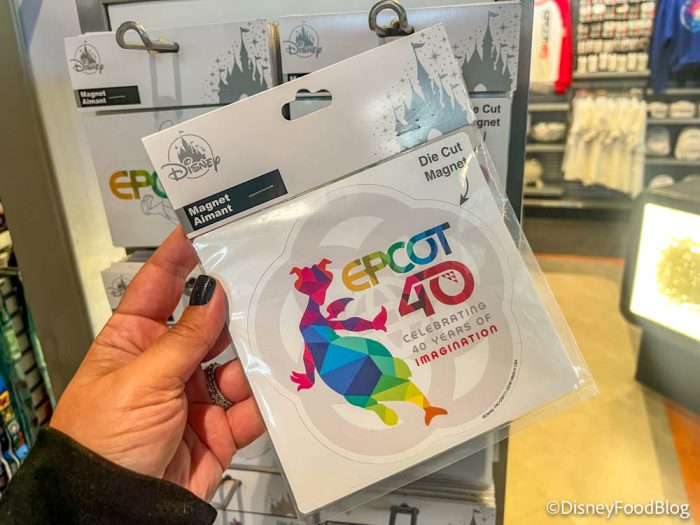 Disney
Magnet
Aimant
Disney
Die Cut
Magnet
EPCO
Disney
Magnet
Aimant
Die Cut
Magnet
EPCOT
40
CELEBRATING
40 YEARS OF
IMAGINATION
©DisneyFoodBlog